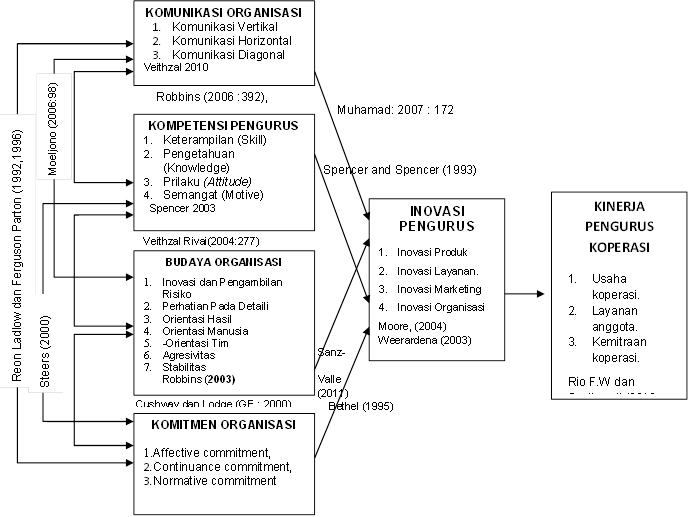 KOMUNIKASI ORGANISASI
1. Komunikasi Vertikal
2. Komunikasi Horizontal
3. Komunikasi Diagonal
Veithzal 2010
Robbins (2006 :392),
Muhamad: 2007 : 172
KOMPETENSI PENGURUS
1. Keterampilan (Skill)
2. Pengetahuan
(Knowledge)
3. Prilaku (Attitude)
4. Semangat (Motive)
Spencer 2003
Spencer and Spencer (1993)
Veithzal Rivai(2004:277)
BUDAYA ORGANISASI
1. Inovasi dan Pengambilan
Risiko
2. Perhatian Pada Detaili
3. Orientasi Hasil
4. Orientasi Manusia
5. -Orientasi Tim
6. Agresivitas
7. Stabilitas
Robbins (2003)
Sanz-
Valle
(2011)
Cushway dan Lodge (GE : 2000)
Bethel (1995)
KOMITMEN ORGANISASI
1.Affective commitment,
2.Continuance commitment,
3.Normative commitment
Reon Ladlow dan Ferguson Parton (1992,1996)
Moeljono (2006:98)
Steers (2000)
INOVASI
PENGURUS
1. Inovasi Produk
2. Inovasi Layanan.
3. Inovasi Marketing
4. Inovasi Organisasi
Moore, (2004)
Weerardena (2003)
KINERJA
PENGURUS
KOPERASI
1. Usaha
koperasi.
2. Layanan
anggota.
3. Kemitraan
koperasi.
Rio F.W dan